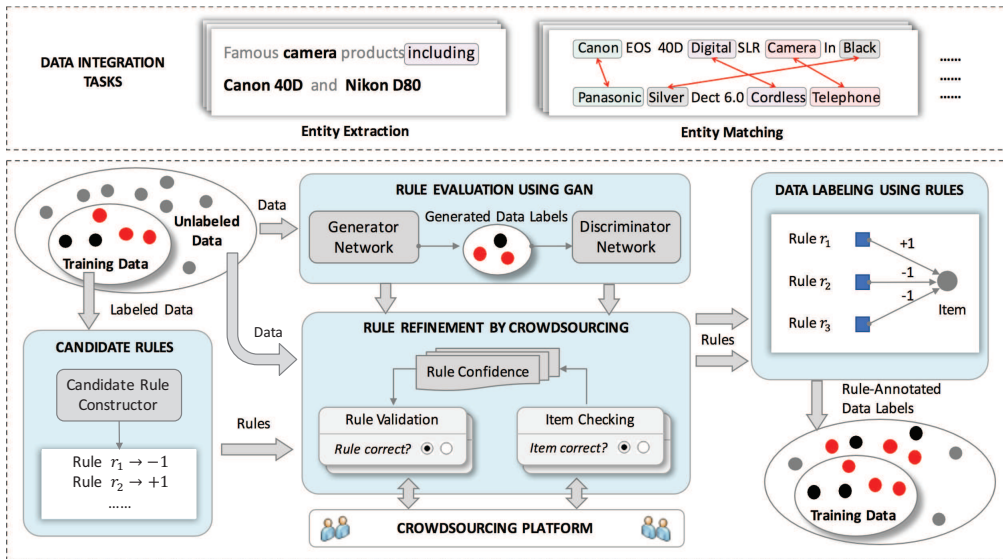 DATA INTEGRATION
TASKS
Famous camera products including
Canon 40D and Nikon D80
Entity Extraction
Canon EOS 40D Digital SLR Camera In Black
Panasonic Silver Dect 6.0 Cordless Telephone
Entity Matching
......
......
......
Unlabeled
Data
Training Data
Data
Labeled Data
Data
RULE EVALUATION USING GAN
Generator
Network
Generated Data Labels
Discriminator
Network
CANDIDATE RULES
Candidate Rule
Constructor
Rule r₁ → −1
Rule r₂ → +1
......
Rules
RULE REFINEMENT BY CROWDSOURCING
Rule Confidence
Rule Validation
Rule correct?
Item Checking
Item correct?
CROWDSOURCING PLATFORM
Rules
DATA LABELING USING RULES
Rule r₁
+1
Rule r₂
-1
-1
Rule r₃
Item
Rule-Annotated
Data Labels
Training Data